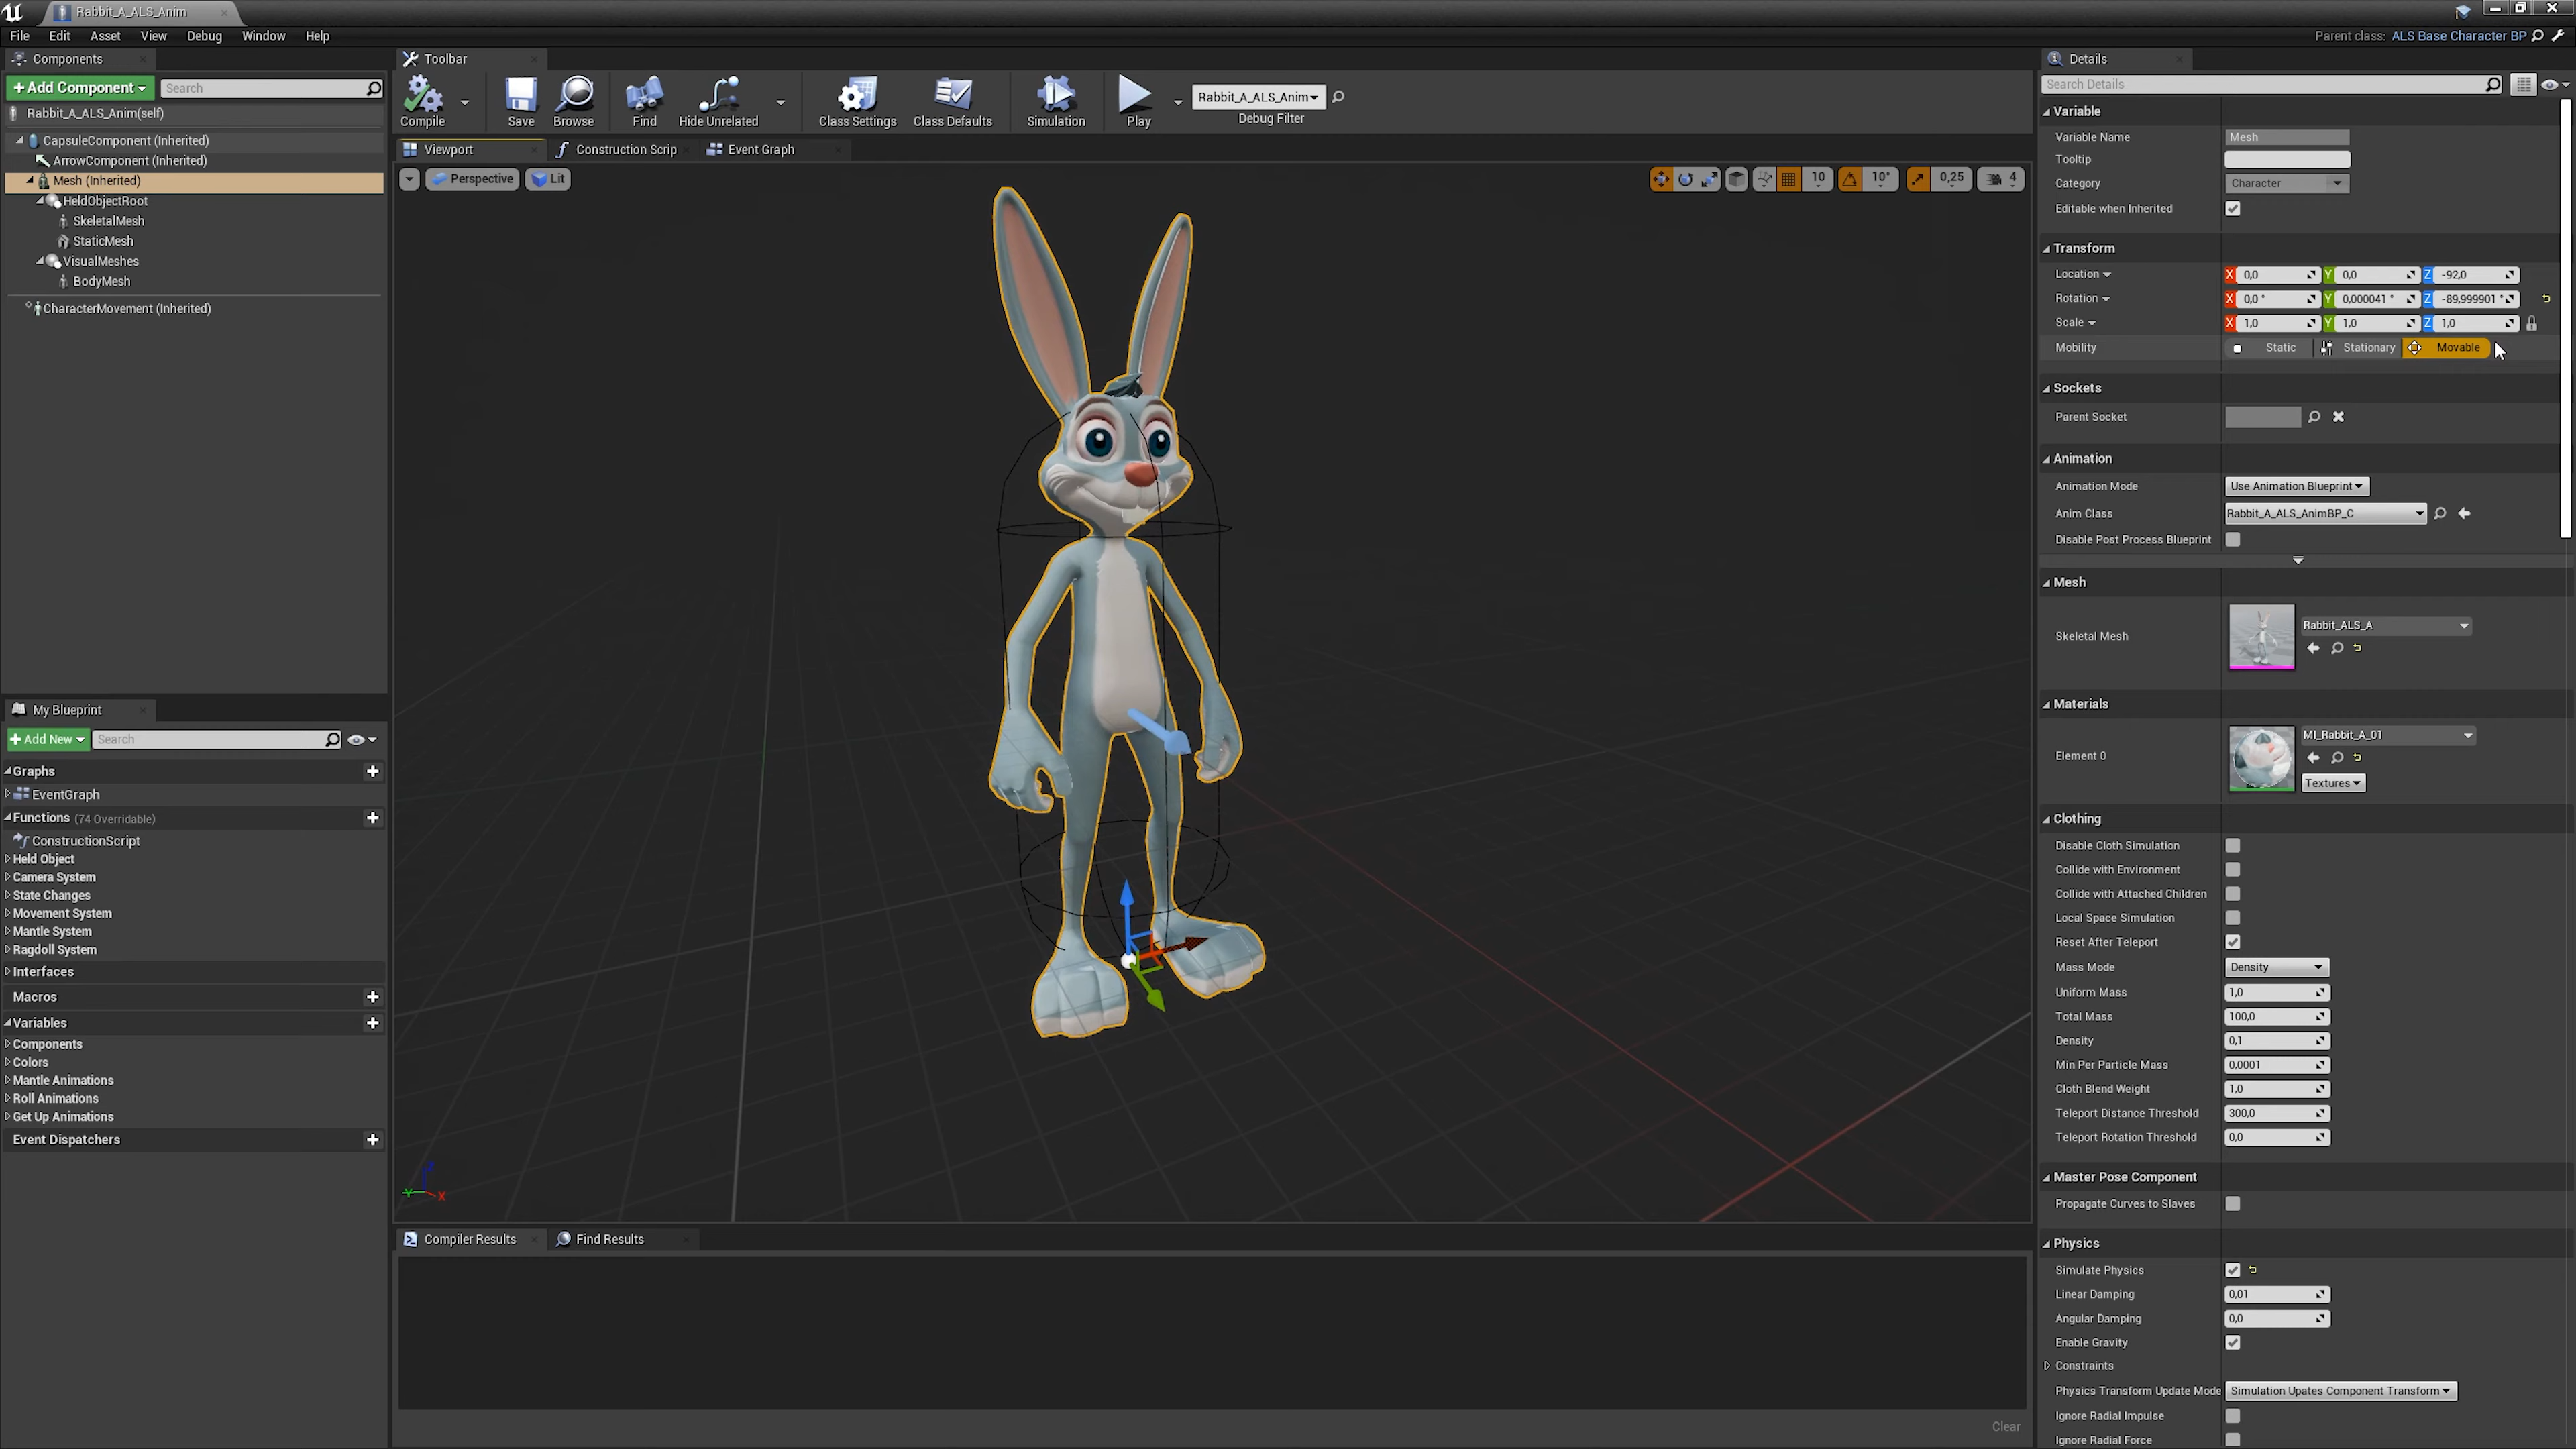 Rabbit_A_ALS_Anim
File Edit Asset View Debug Window Help
Parent class: ALS Base Character BP
Components
+Add Component
Search
Rabbit_A_ALS_Anim(self)
CapsuleComponent (Inherited)
ArrowComponent (Inherited)
Mesh (Inherited)
HeldObjectRoot
SkeletalMesh
StaticMesh
VisualMeshes
BodyMesh
CharacterMovement (Inherited)
My Blueprint
+Add New
Search
Graphs
EventGraph
Functions (74 Overridable)
ConstructionScript
Held Object
Camera System
State Changes
Movement System
Mantle System
Ragdoll System
Interfaces
Macros
Variables
Components
Colors
Mantle Animations
Roll Animations
Get Up Animations
Event Dispatchers
Toolbar
Compile Save Browse Find Hide Unrelated Class Settings Class Defaults Simulation Play
Rabbit_A_ALS_Anim
Debug Filter
Viewport Construction Scrip Event Graph
Perspective Lit
10 10° 0,25 4
Y X
Compiler Results Find Results
Clear
Details
Search Details
Variable
Variable Name Mesh
Tooltip
Category Character
Editable when Inherited
Transform
Location X 0,0 Y 0,0 Z -92,0
Rotation X 0,0 ° Y 0,000041 ° Z -89,999901 °
Scale X 1,0 Y 1,0 Z 1,0
Mobility Static Stationary Movable
Sockets
Parent Socket
Animation
Animation Mode Use Animation Blueprint
Anim Class Rabbit_A_ALS_AnimBP_C
Disable Post Process Blueprint
Mesh
Skeletal Mesh Rabbit_ALS_A
Materials
Element 0 MI_Rabbit_A_01
Textures
Clothing
Disable Cloth Simulation
Collide with Environment
Collide with Attached Children
Local Space Simulation
Reset After Teleport
Mass Mode Density
Uniform Mass 1,0
Total Mass 100,0
Density 0,1
Min Per Particle Mass 0,0001
Cloth Blend Weight 1,0
Teleport Distance Threshold 300,0
Teleport Rotation Threshold 0,0
Master Pose Component
Propagate Curves to Slaves
Physics
Simulate Physics
Linear Damping 0,01
Angular Damping 0,0
Enable Gravity
Constraints
Physics Transform Update Mode Simulation Upates Component Transform
Ignore Radial Impulse
Ignore Radial Force